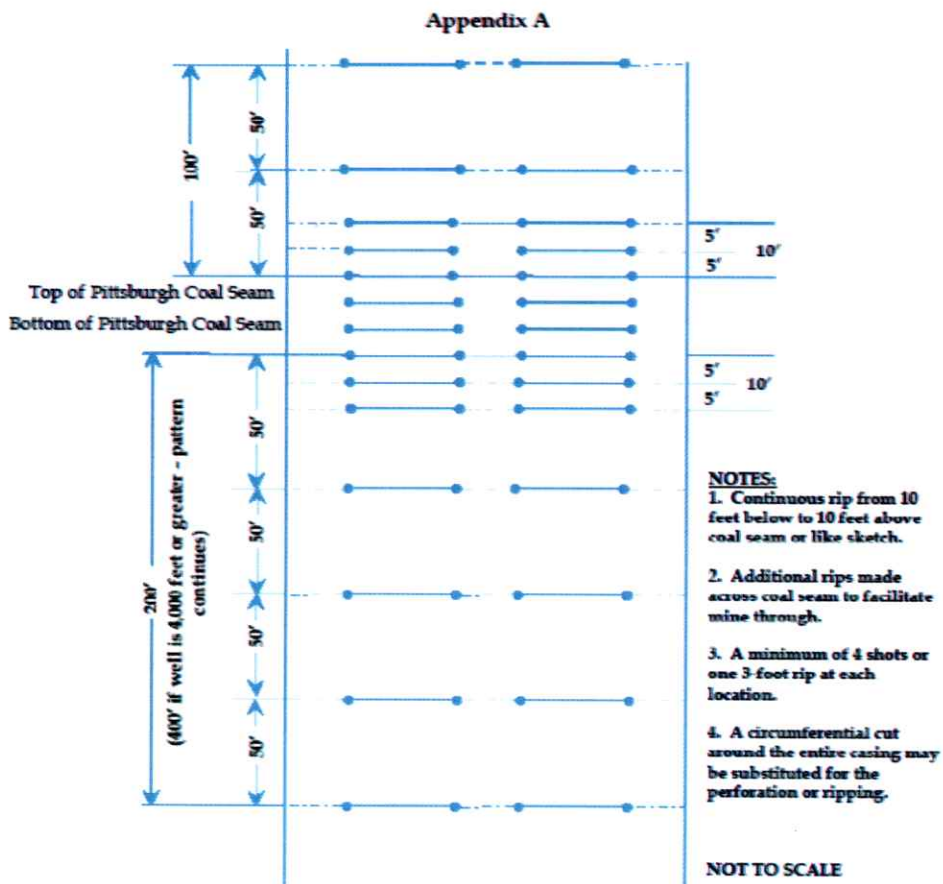 Appendix A
50'
100'
50'
5'
10'
5'
Top of Pittsburgh Coal Seam
Bottom of Pittsburgh Coal Seam
5'
10'
5'
50'
50'
50'
50'
200'
(400' if well is 4,000 feet or greater - pattern
continues)
NOTES:
1. Continuous rip from 10
feet below to 10 feet above
coal seam or like sketch.
2. Additional rips made
across coal seam to facilitate
mine through.
3. A minimum of 4 shots or
one 3-foot rip at each
location.
4. A circumferential cut
around the entire casing may
be substituted for the
perforation or ripping.
NOT TO SCALE